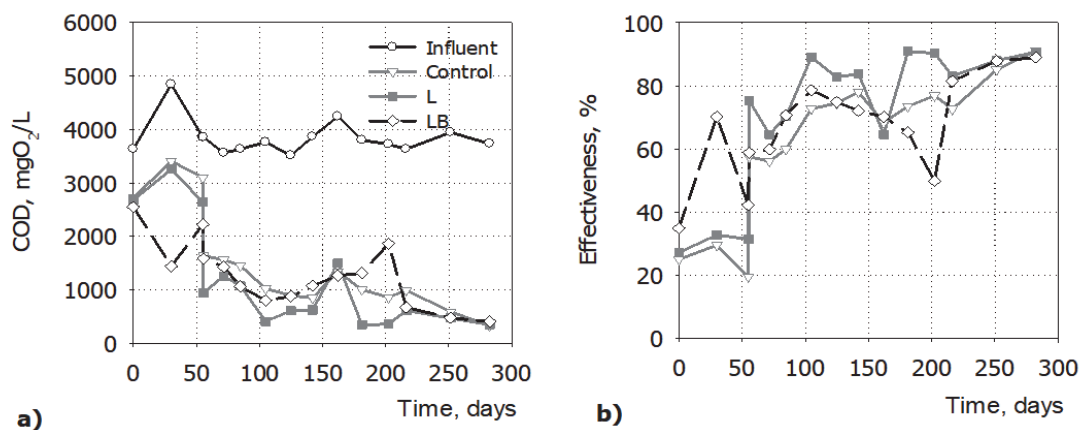 6000
5000
4000
3000
2000
1000
0
COD, mgO₂/L
Influent
Control
L
LB
0 50 100 150 200 250 300
Time, days
a)
100
80
60
40
20
0
Effectiveness, %
0 50 100 150 200 250 300
Time, days
b)